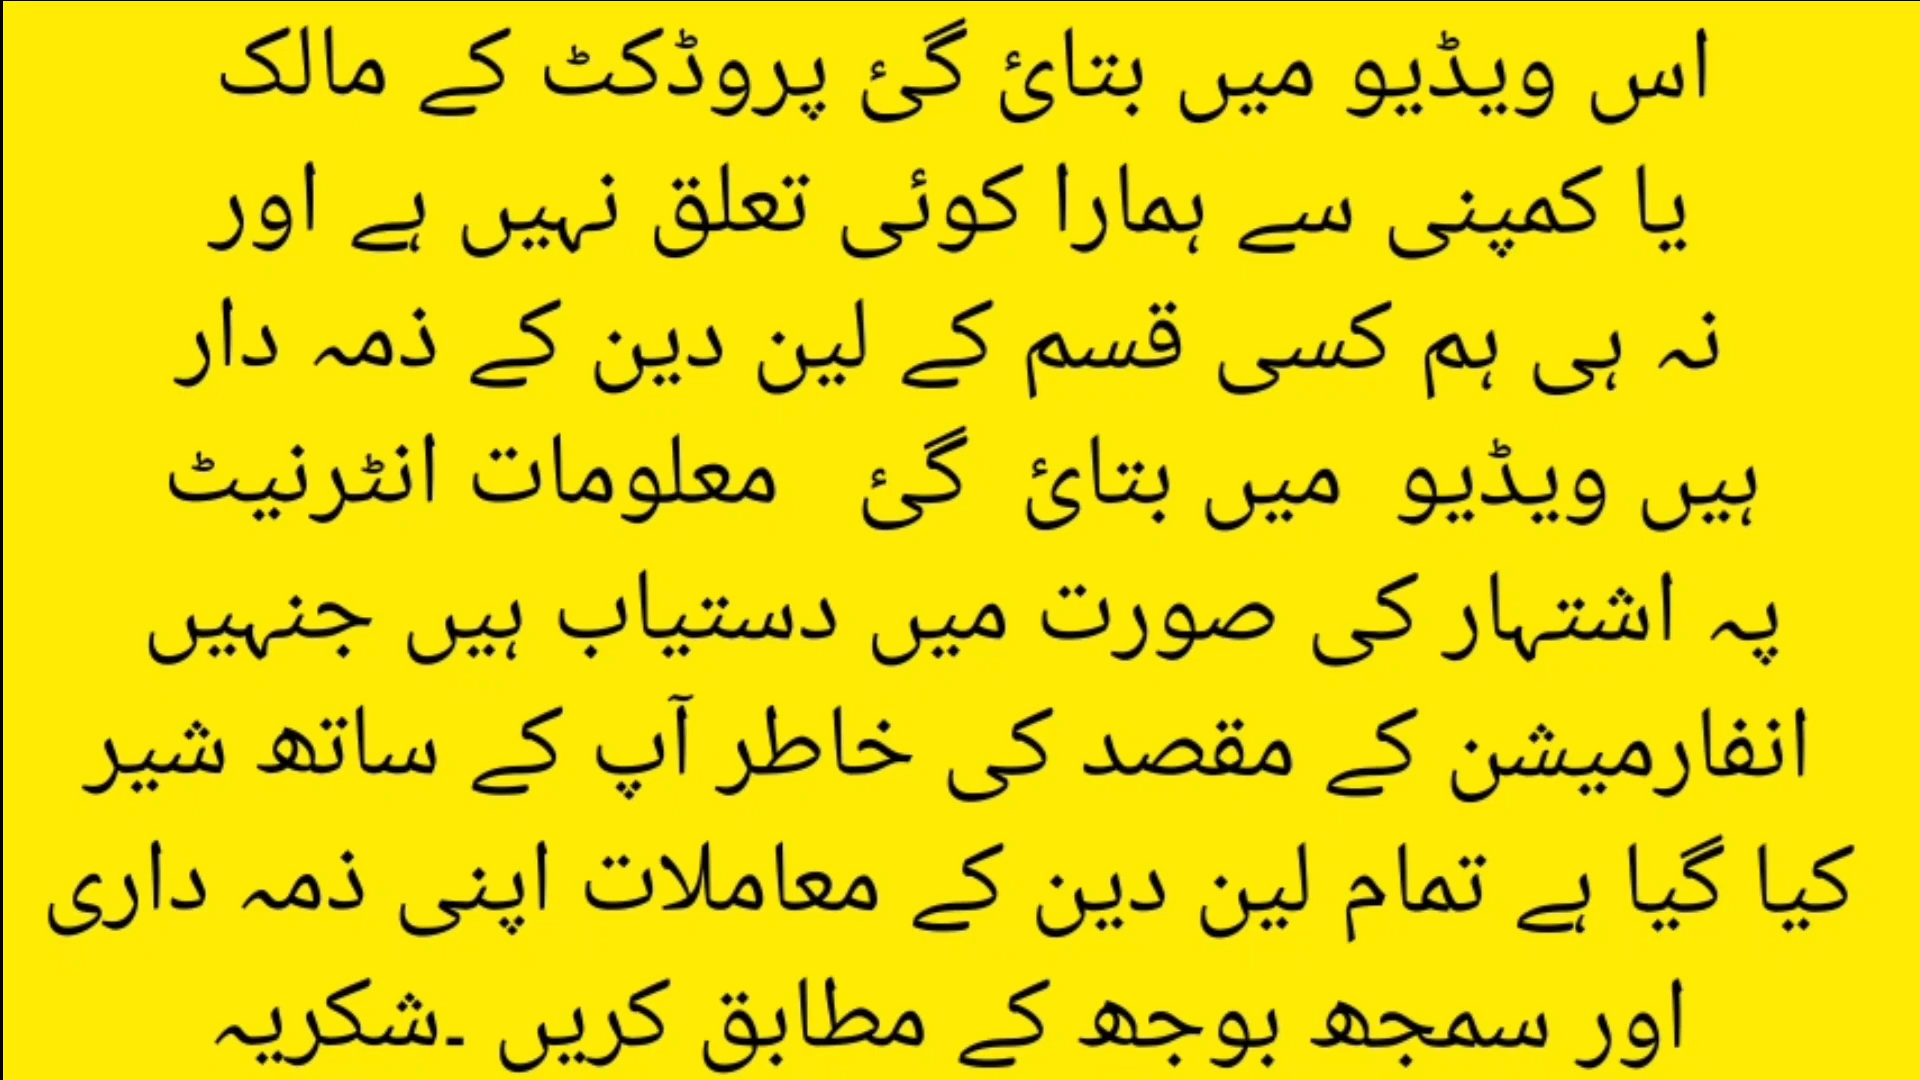 اس ویڈیو میں بتائ گئ پروڈکٹ کے مالک
یا کمپنی سے ہمارا کوئی تعلق نہیں ہے اور
نہ ہی ہم کسی قسم کے لین دین کے ذمہ دار
ہیں ویڈیو میں بتائ گئ معلومات انٹرنیٹ
پہ اشتہار کی صورت میں دستیاب ہیں جنہیں
انفارمیشن کے مقصد کی خاطر آپ کے ساتھ شیر
کیا گیا ہے تمام لین دین کے معاملات اپنی ذمہ داری
اور سمجھ بوجھ کے مطابق کریں ۔شکریہ